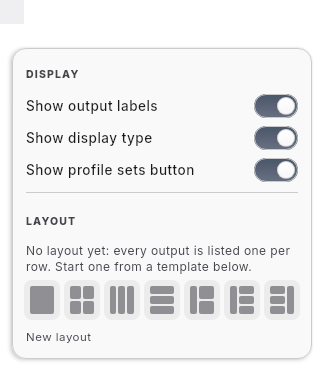 DISPLAY
Show output labels
Show display type
Show profile sets button
LAYOUT
No layout yet: every output is listed one per
row. Start one from a template below.
New layout